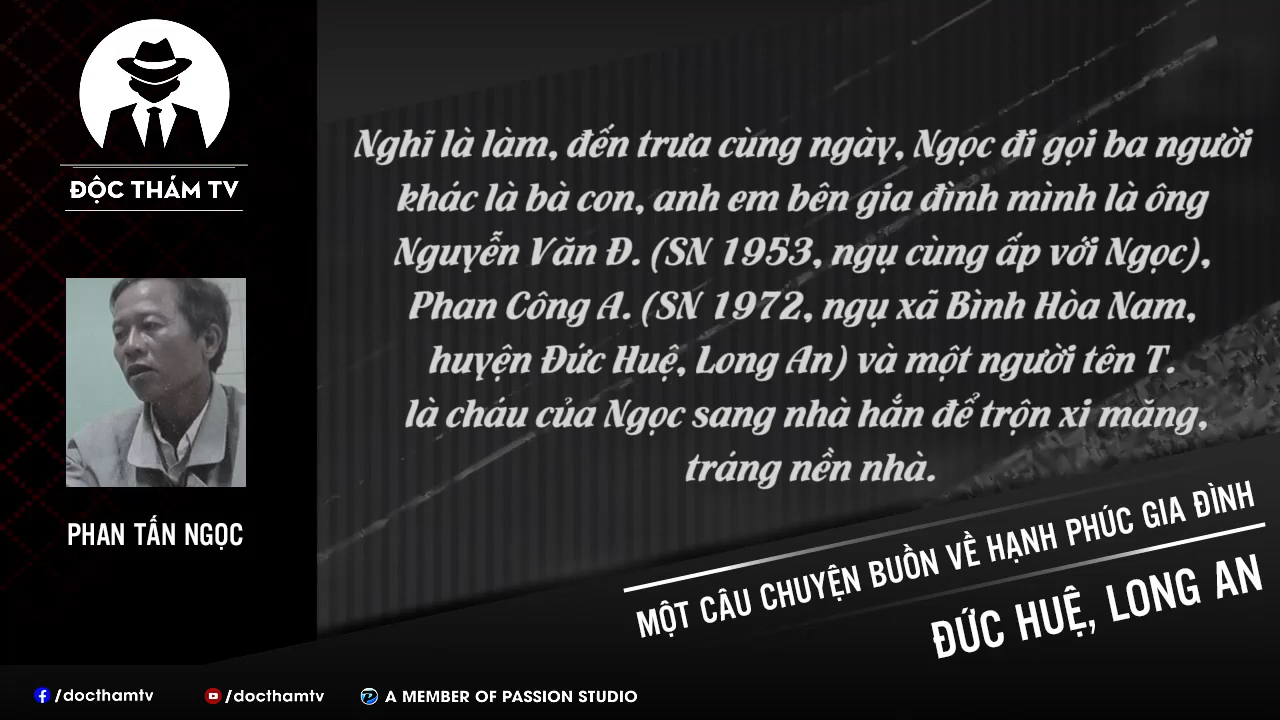 ĐỘC THÁM TV
PHAN TẤN NGỌC
Nghĩ là làm, đến trưa cùng ngày, Ngọc đi gọi ba người
khác là bà con, anh em bên gia đình mình là ông
Nguyễn Văn Đ. (SN 1953, ngụ cùng ấp với Ngọc),
Phan Công A. (SN 1972, ngụ xã Bình Hòa Nam,
huyện Đức Huệ, Long An) và một người tên T.
là cháu của Ngọc sang nhà hắn để trộn xi măng,
tráng nền nhà.
MỘT CÂU CHUYỆN BUỒN VỀ HẠNH PHÚC GIA ĐÌNH
ĐỨC HUỆ, LONG AN
/docthamtv /docthamtv A MEMBER OF PASSION STUDIO